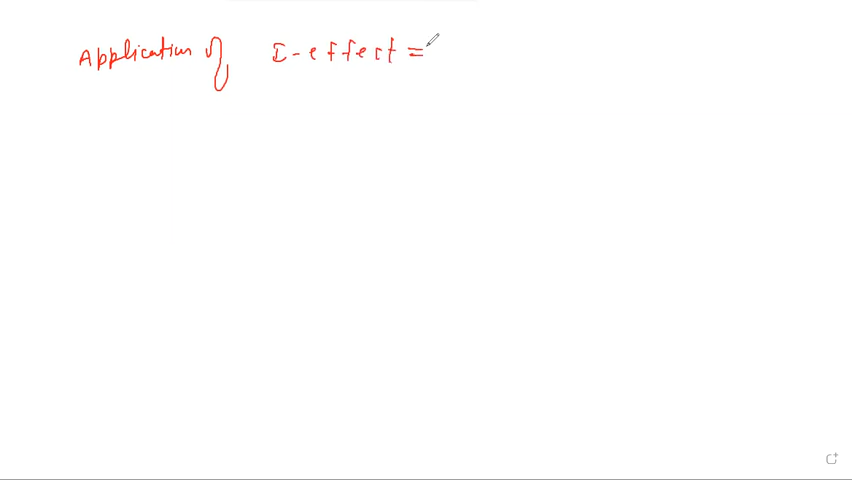 Application of I-effect =